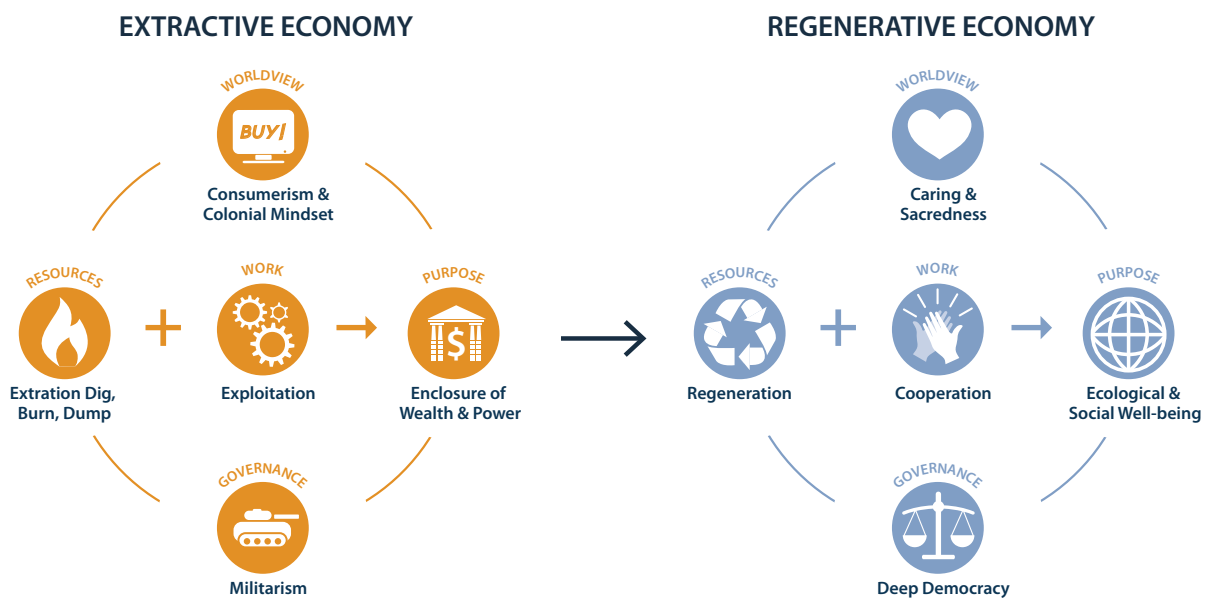 EXTRACTIVE ECONOMY
WORLDVIEW
BUY!
Consumerism &
Colonial Mindset
RESOURCES
Extration Dig,
Burn, Dump
WORK
Exploitation
PURPOSE
Enclosure of
Wealth & Power
GOVERNANCE
Militarism
REGENERATIVE ECONOMY
WORLDVIEW
Caring &
Sacredness
RESOURCES
Regeneration
WORK
Cooperation
PURPOSE
Ecological &
Social Well-being
GOVERNANCE
Deep Democracy